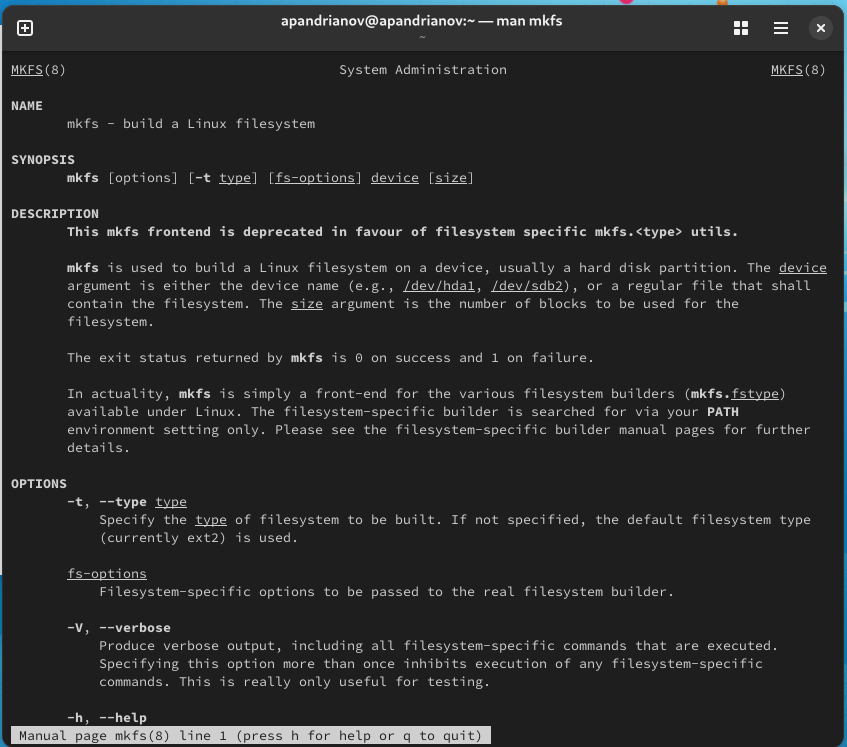 apandrianov@apandrianov:~ — man mkfs
~
MKFS(8) System Administration MKFS(8)
NAME
mkfs - build a Linux filesystem
SYNOPSIS
mkfs [options] [-t type] [fs-options] device [size]
DESCRIPTION
This mkfs frontend is deprecated in favour of filesystem specific mkfs.<type> utils.
mkfs is used to build a Linux filesystem on a device, usually a hard disk partition. The device
argument is either the device name (e.g., /dev/hda1, /dev/sdb2), or a regular file that shall
contain the filesystem. The size argument is the number of blocks to be used for the
filesystem.
The exit status returned by mkfs is 0 on success and 1 on failure.
In actuality, mkfs is simply a front-end for the various filesystem builders (mkfs.fstype)
available under Linux. The filesystem-specific builder is searched for via your PATH
environment setting only. Please see the filesystem-specific builder manual pages for further
details.
OPTIONS
-t, --type type
Specify the type of filesystem to be built. If not specified, the default filesystem type
(currently ext2) is used.
fs-options
Filesystem-specific options to be passed to the real filesystem builder.
-V, --verbose
Produce verbose output, including all filesystem-specific commands that are executed.
Specifying this option more than once inhibits execution of any filesystem-specific
commands. This is really only useful for testing.
-h, --help
Manual page mkfs(8) line 1 (press h for help or q to quit)